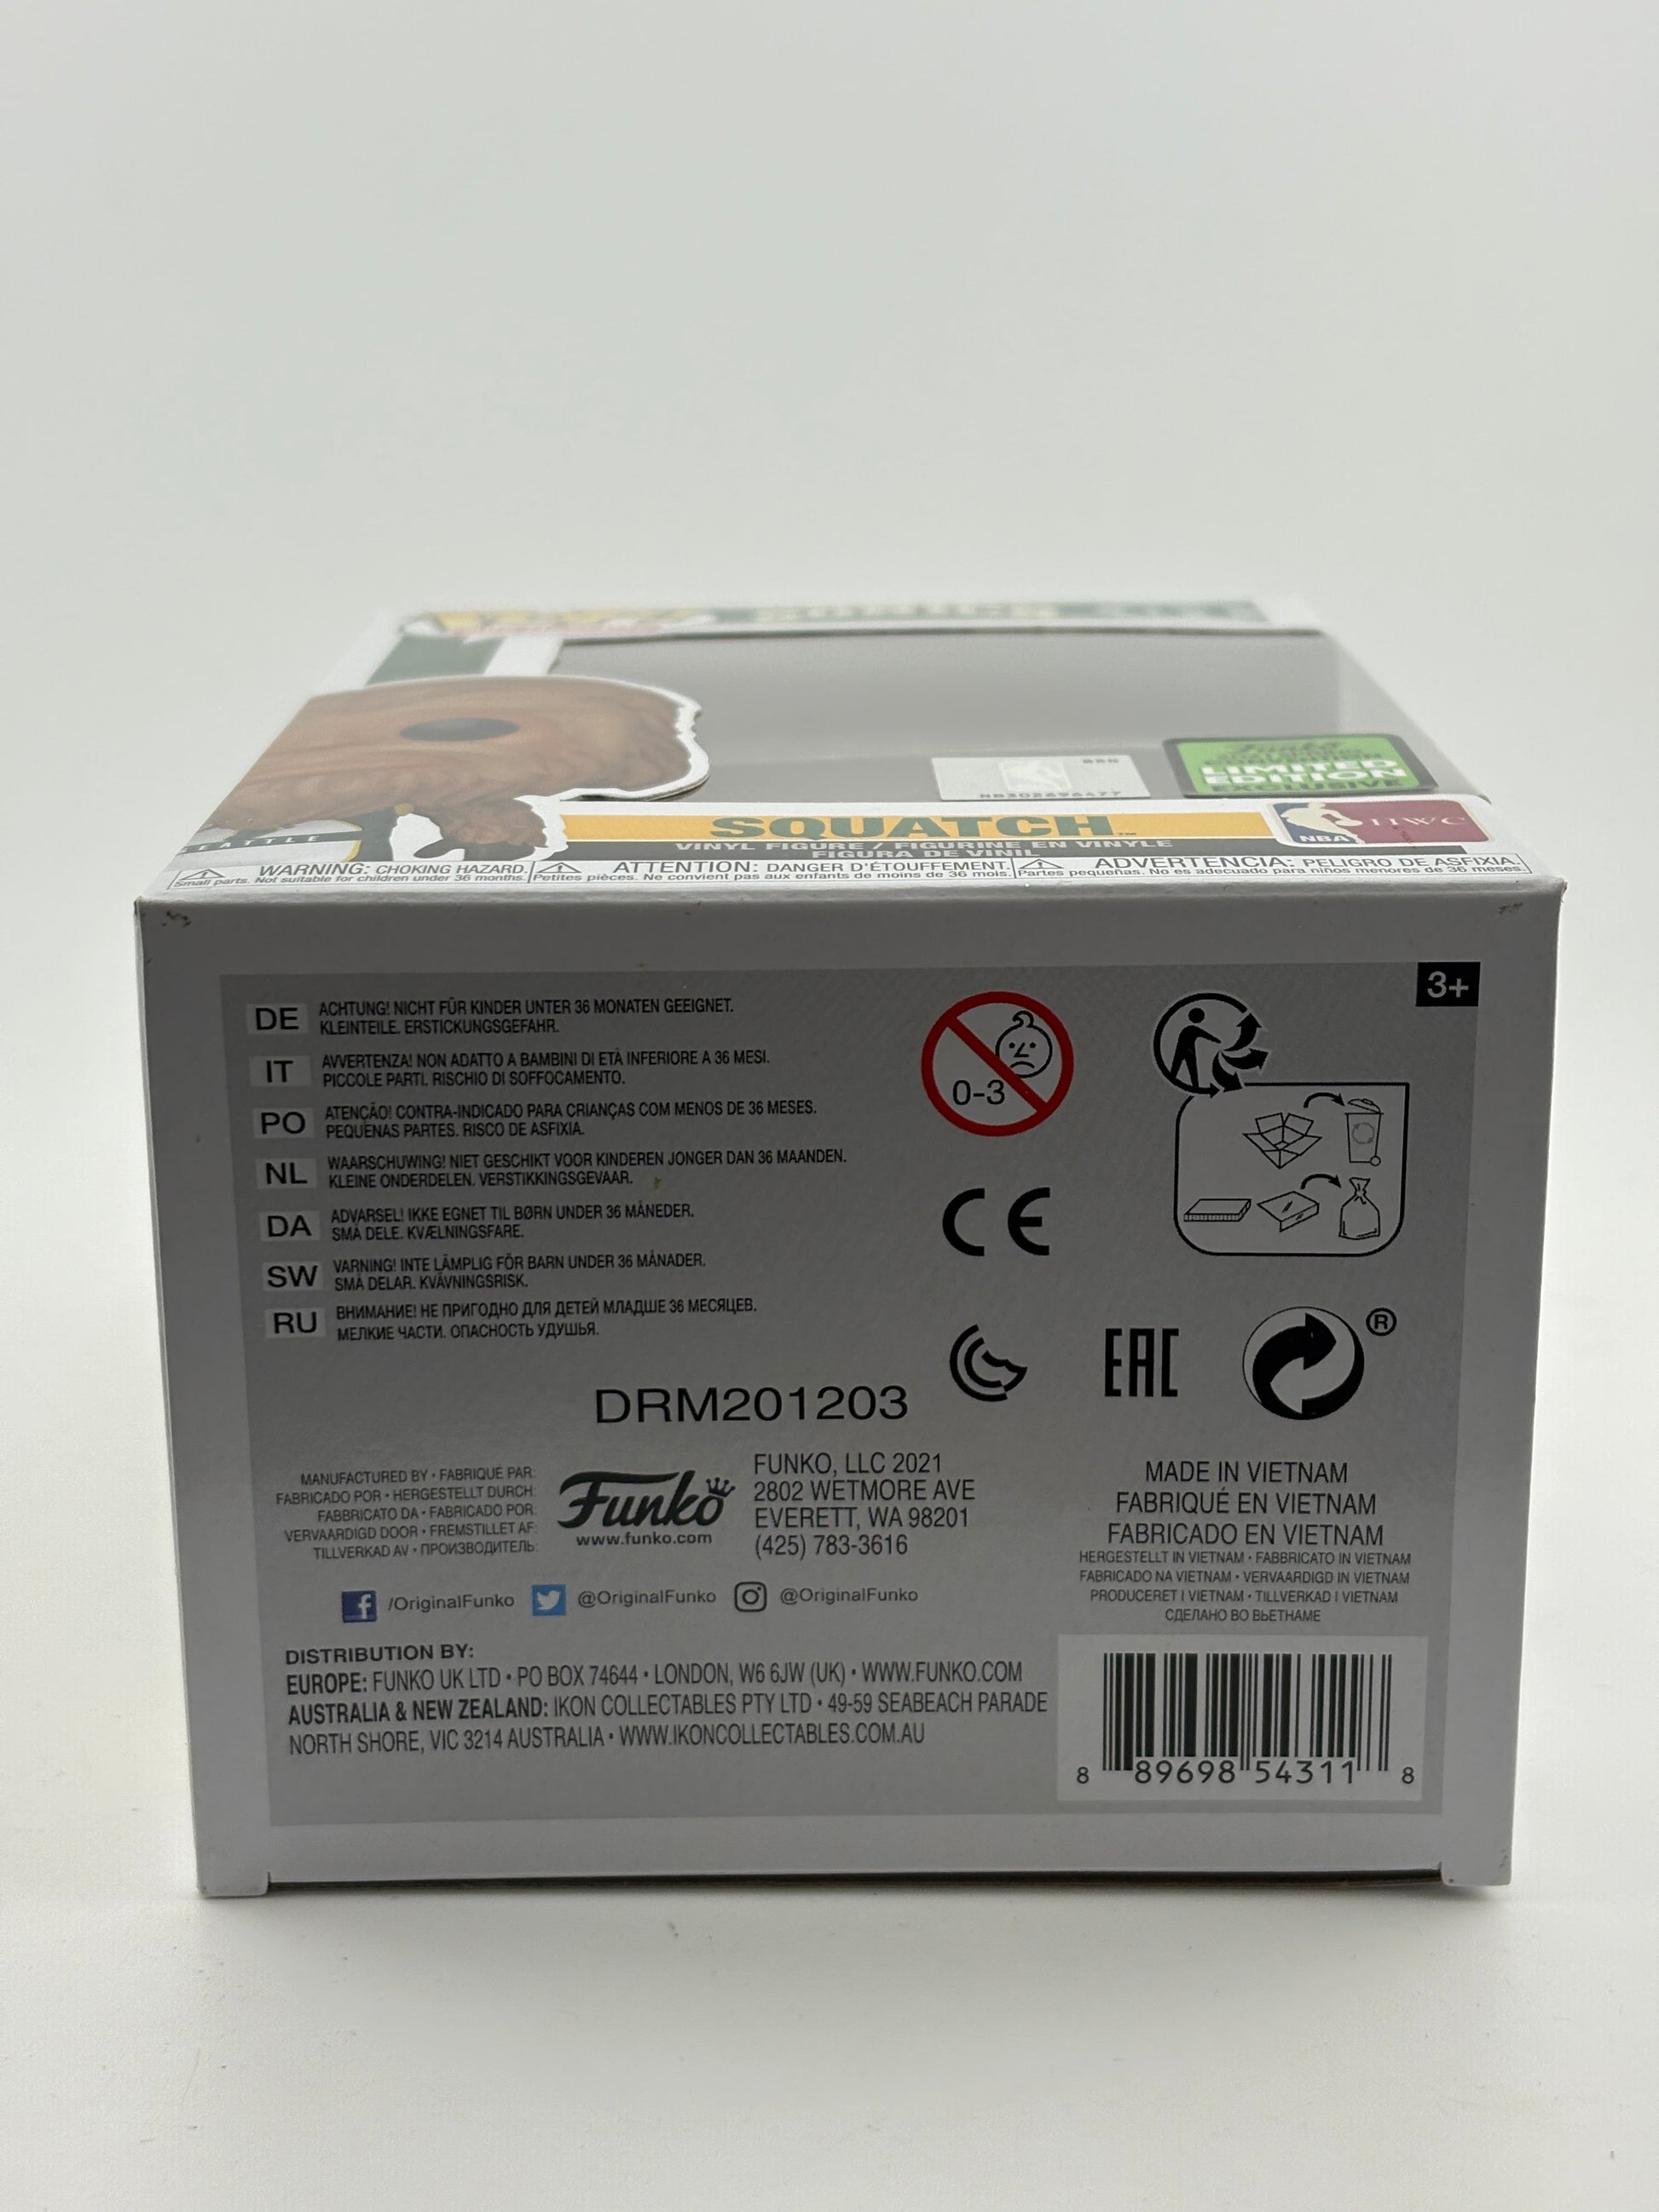 SONICS
SEATTLE
BRN
NB302696477
Funko
LIMITED
EDITION
EXCLUSIVE
SQUATCH™
VINYL FIGURE / FIGURINE EN VINYLE
FIGURA DE VINIL
NBA
HWC
WARNING: CHOKING HAZARD.
Small parts. Not suitable for children under 36 months.
ATTENTION: DANGER D'ÉTOUFFEMENT.
Petites pièces. Ne convient pas aux enfants de moins de 36 mois.
ADVERTENCIA: PELIGRO DE ASFIXIA.
Partes pequeñas. No es adecuado para niños menores de 36 meses.
3+
DE ACHTUNG! NICHT FÜR KINDER UNTER 36 MONATEN GEEIGNET.
KLEINTEILE. ERSTICKUNGSGEFAHR.
IT AVVERTENZA! NON ADATTO A BAMBINI DI ETÀ INFERIORE A 36 MESI.
PICCOLE PARTI. RISCHIO DI SOFFOCAMENTO.
PO ATENÇÃO! CONTRA-INDICADO PARA CRIANÇAS COM MENOS DE 36 MESES.
PEQUENAS PARTES. RISCO DE ASFIXIA.
NL WAARSCHUWING! NIET GESCHIKT VOOR KINDEREN JONGER DAN 36 MAANDEN.
KLEINE ONDERDELEN. VERSTIKKINGSGEVAAR.
DA ADVARSEL! IKKE EGNET TIL BØRN UNDER 36 MÅNEDER.
SMÅ DELE. KVÆLNINGSFARE.
SW VARNING! INTE LÄMPLIG FÖR BARN UNDER 36 MÅNADER.
SMÅ DELAR. KVÄVNINGSRISK.
RU ВНИМАНИЕ! НЕ ПРИГОДНО ДЛЯ ДЕТЕЙ МЛАДШЕ 36 МЕСЯЦЕВ.
МЕЛКИЕ ЧАСТИ. ОПАСНОСТЬ УДУШЬЯ.
0-3
CE
EAC
®
DRM201203
MANUFACTURED BY • FABRIQUÉ PAR:
FABRICADO POR • HERGESTELLT DURCH:
FABBRICATO DA • FABRICADO POR:
VERVAARDIGD DOOR • FREMSTILLET AF:
TILLVERKAD AV • ПРОИЗВОДИТЕЛЬ:
Funko
www.funko.com
FUNKO, LLC 2021
2802 WETMORE AVE
EVERETT, WA 98201
(425) 783-3616
/OriginalFunko @OriginalFunko @OriginalFunko
MADE IN VIETNAM
FABRIQUÉ EN VIETNAM
FABRICADO EN VIETNAM
HERGESTELLT IN VIETNAM • FABBRICATO IN VIETNAM
FABRICADO NA VIETNAM • VERVAARDIGD IN VIETNAM
PRODUCERET I VIETNAM • TILLVERKAD I VIETNAM
СДЕЛАНО ВО ВЬЕТНАМЕ
DISTRIBUTION BY:
EUROPE: FUNKO UK LTD • PO BOX 74644 • LONDON, W6 6JW (UK) • WWW.FUNKO.COM
AUSTRALIA & NEW ZEALAND: IKON COLLECTABLES PTY LTD • 49-59 SEABEACH PARADE
NORTH SHORE, VIC 3214 AUSTRALIA • WWW.IKONCOLLECTABLES.COM.AU
8 89698 54311 8